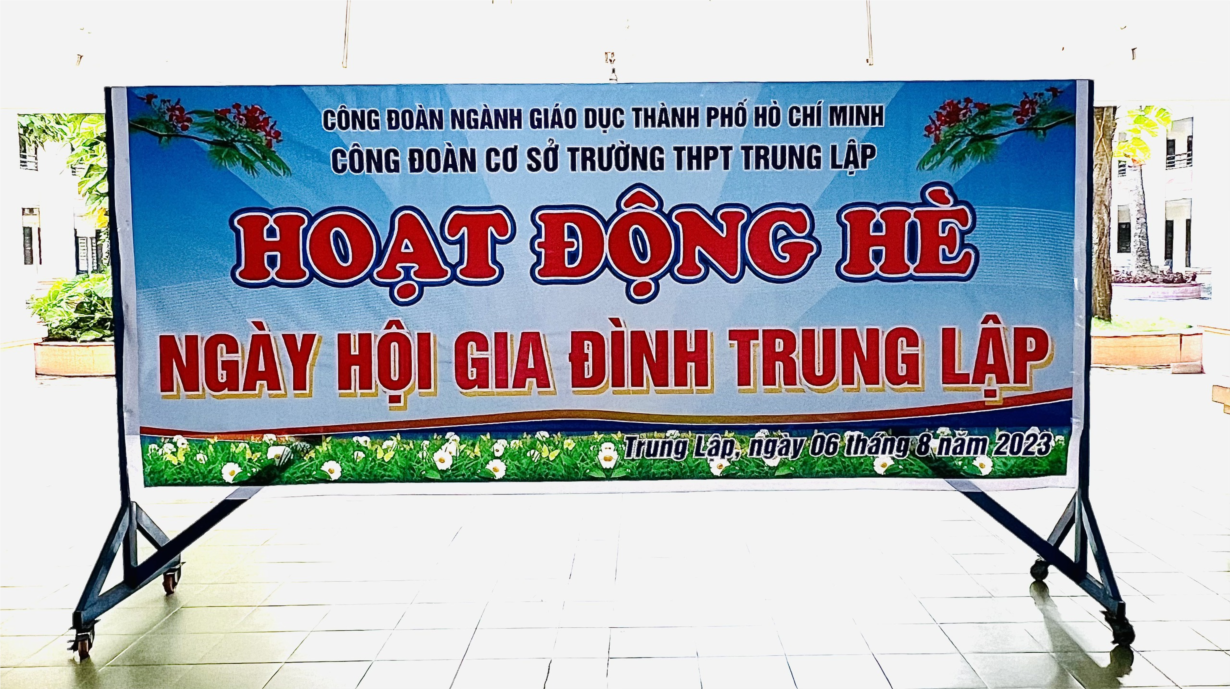 CÔNG ĐOÀN NGÀNH GIÁO DỤC THÀNH PHỐ HỒ CHÍ MINH
CÔNG ĐOÀN CƠ SỞ TRƯỜNG THPT TRUNG LẬP
HOẠT ĐỘNG HÈ
NGÀY HỘI GIA ĐÌNH TRUNG LẬP
Trung Lập, ngày 06 tháng 8 năm 2023